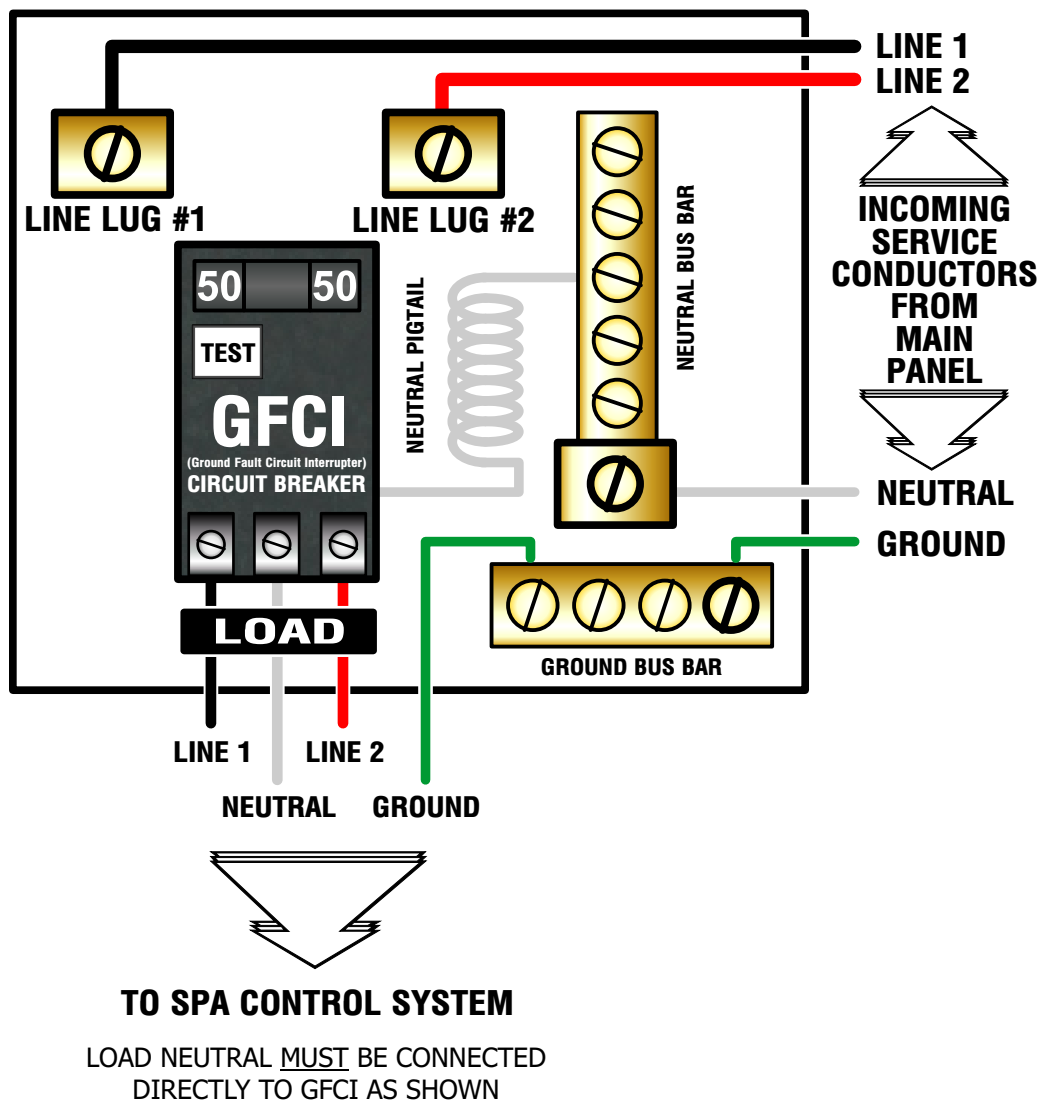 LINE 1
LINE 2
LINE LUG #1
LINE LUG #2
INCOMING
SERVICE
CONDUCTORS
FROM
MAIN
PANEL
NEUTRAL BUS BAR
NEUTRAL PIGTAIL
50
50
TEST
GFCI
(Ground Fault Circuit Interrupter)
CIRCUIT BREAKER
NEUTRAL
GROUND
LOAD
GROUND BUS BAR
LINE 1
LINE 2
NEUTRAL
GROUND
TO SPA CONTROL SYSTEM
LOAD NEUTRAL MUST BE CONNECTED
DIRECTLY TO GFCI AS SHOWN